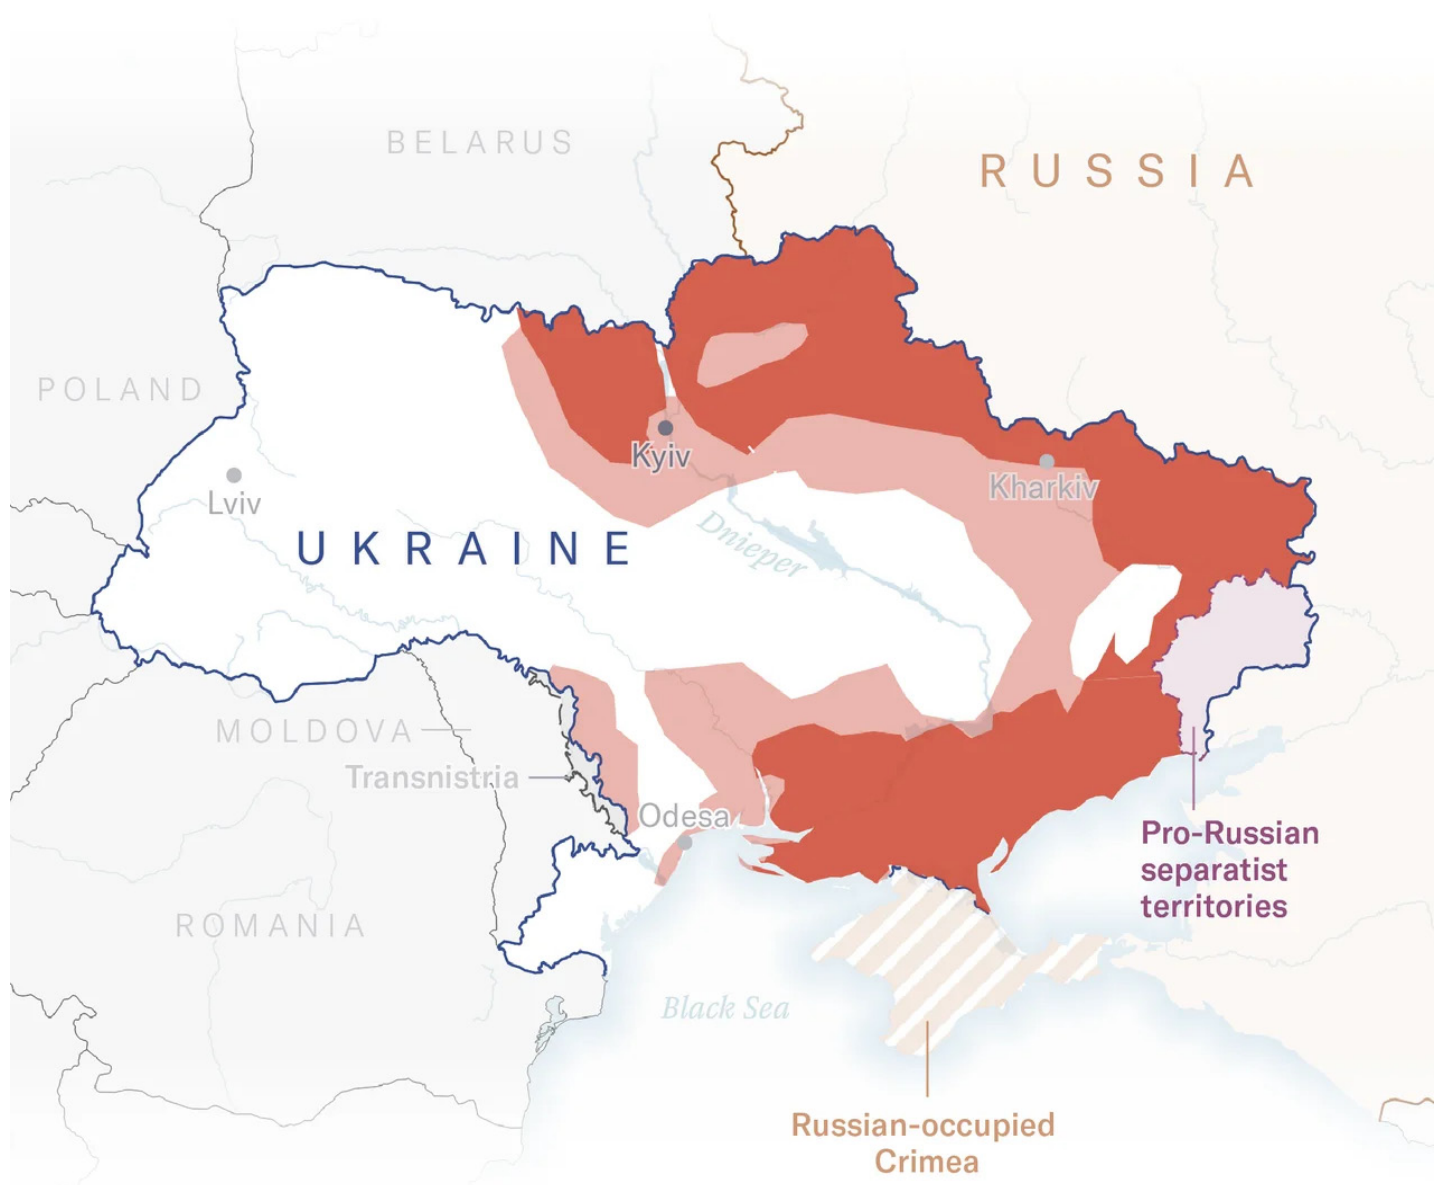 BELARUS
RUSSIA
POLAND
Kyiv
Kharkiv
Lviv
UKRAINE
Dnieper
MOLDOVA
Transnistria
Odesa
Pro-Russian
separatist
territories
ROMANIA
Black Sea
Russian-occupied
Crimea